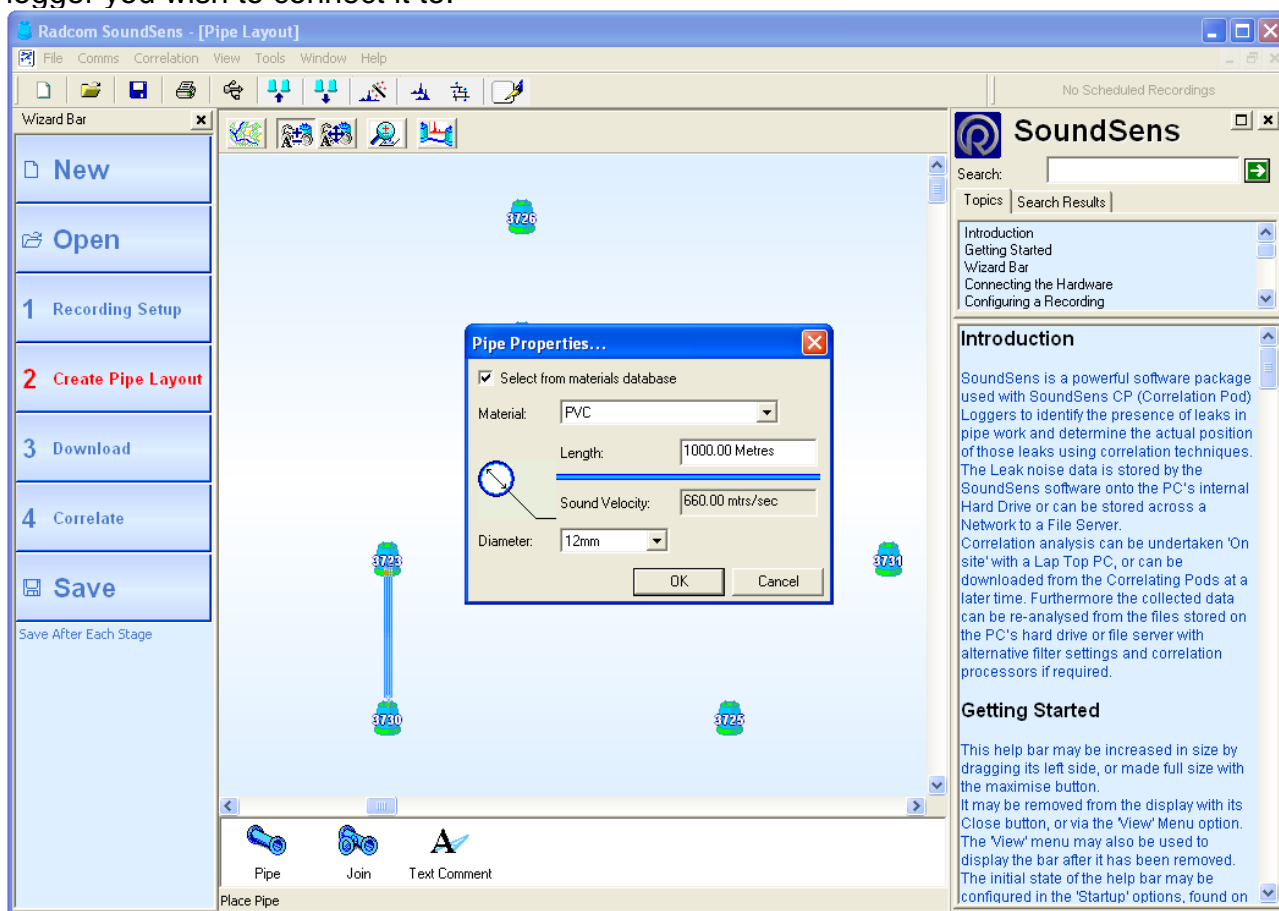 logger you wish to connect it to.
Radcom SoundSens - [Pipe Layout]
File Comms Correlation View Tools Window Help
No Scheduled Recordings
Wizard Bar
New
Open
1 Recording Setup
2 Create Pipe Layout
3 Download
4 Correlate
Save
Save After Each Stage
3726
3723
3731
3730
3725
Pipe Properties...
Select from materials database
Material: PVC
Length: 1000.00 Metres
Sound Velocity: 660.00 mtrs/sec
Diameter: 12mm
OK Cancel
Pipe Join Text Comment
Place Pipe
SoundSens
Search:
Topics Search Results
Introduction
Getting Started
Wizard Bar
Connecting the Hardware
Configuring a Recording
Introduction
SoundSens is a powerful software package
used with SoundSens CP (Correlation Pod)
Loggers to identify the presence of leaks in
pipe work and determine the actual position
of those leaks using correlation techniques.
The Leak noise data is stored by the
SoundSens software onto the PC's internal
Hard Drive or can be stored across a
Network to a File Server.
Correlation analysis can be undertaken 'On
site' with a Lap Top PC, or can be
downloaded from the Correlating Pods at a
later time. Furthermore the collected data
can be re-analysed from the files stored on
the PC's hard drive or file server with
alternative filter settings and correlation
processors if required.
Getting Started
This help bar may be increased in size by
dragging its left side, or made full size with
the maximise button.
It may be removed from the display with its
Close button, or via the 'View' Menu option.
The 'View' menu may also be used to
display the bar after it has been removed.
The initial state of the help bar may be
configured in the 'Startup' options, found on